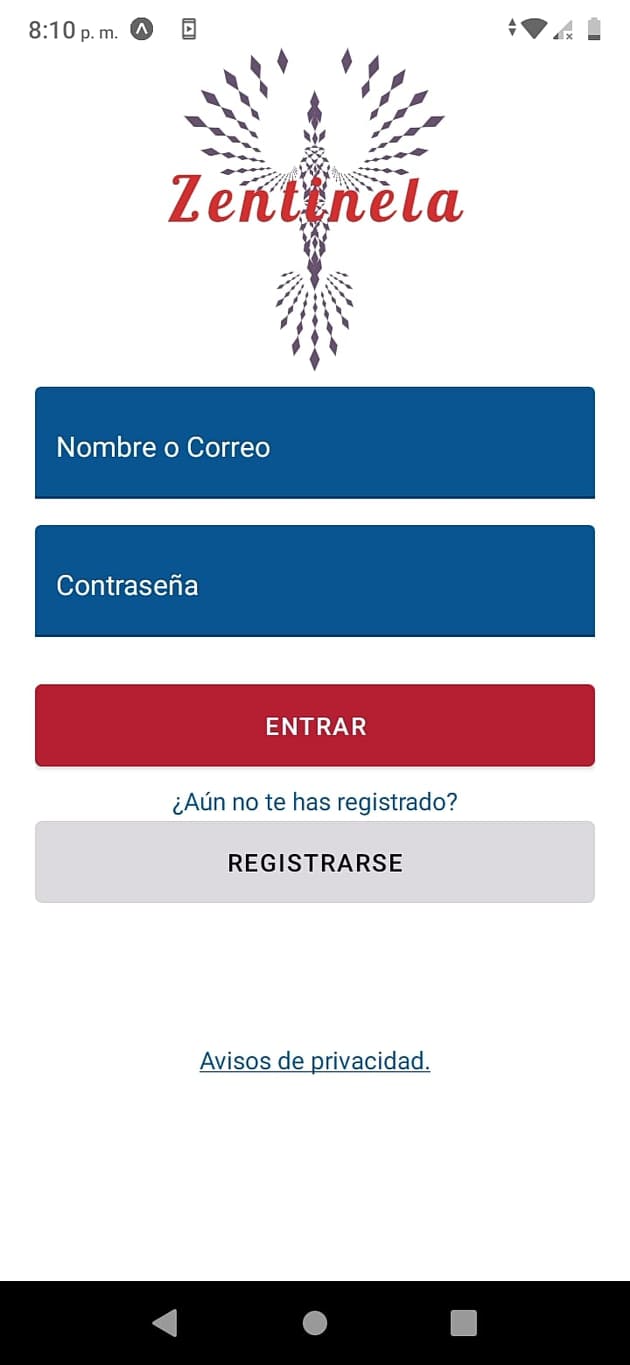 8:10 p. m.
Zentinela
Nombre o Correo
Contraseña
ENTRAR
¿Aún no te has registrado?
REGISTRARSE
Avisos de privacidad.